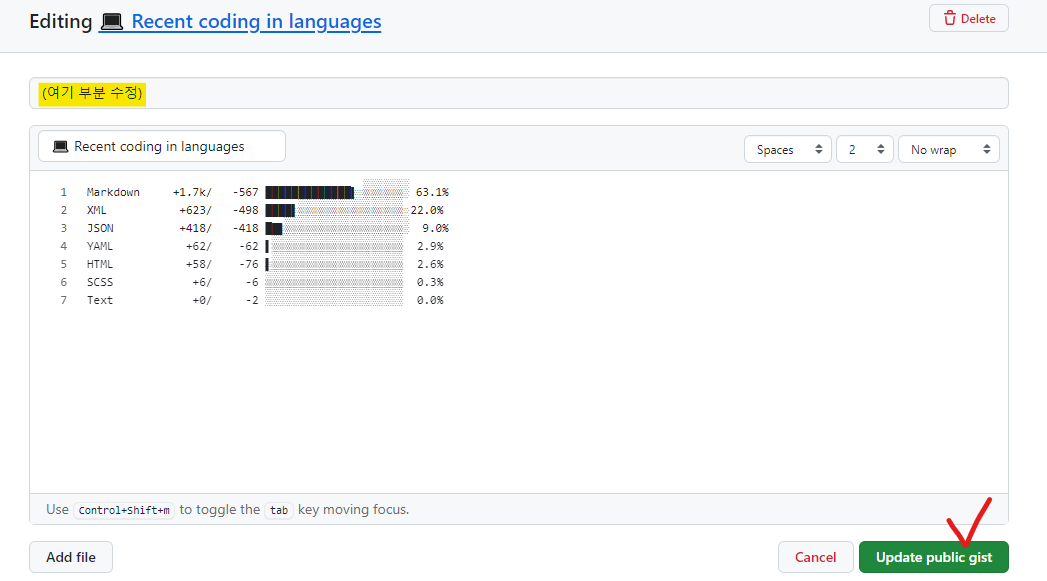 Editing 💻 Recent coding in languages
Delete
(여기 부분 수정)
💻 Recent coding in languages
Spaces 2 No wrap
1 Markdown +1.7k/ -567 63.1%
2 XML +623/ -498 22.0%
3 JSON +418/ -418 9.0%
4 YAML +62/ -62 2.9%
5 HTML +58/ -76 2.6%
6 SCSS +6/ -6 0.3%
7 Text +0/ -2 0.0%
Use Control+Shift+m to toggle the tab key moving focus.
Add file Cancel Update public gist